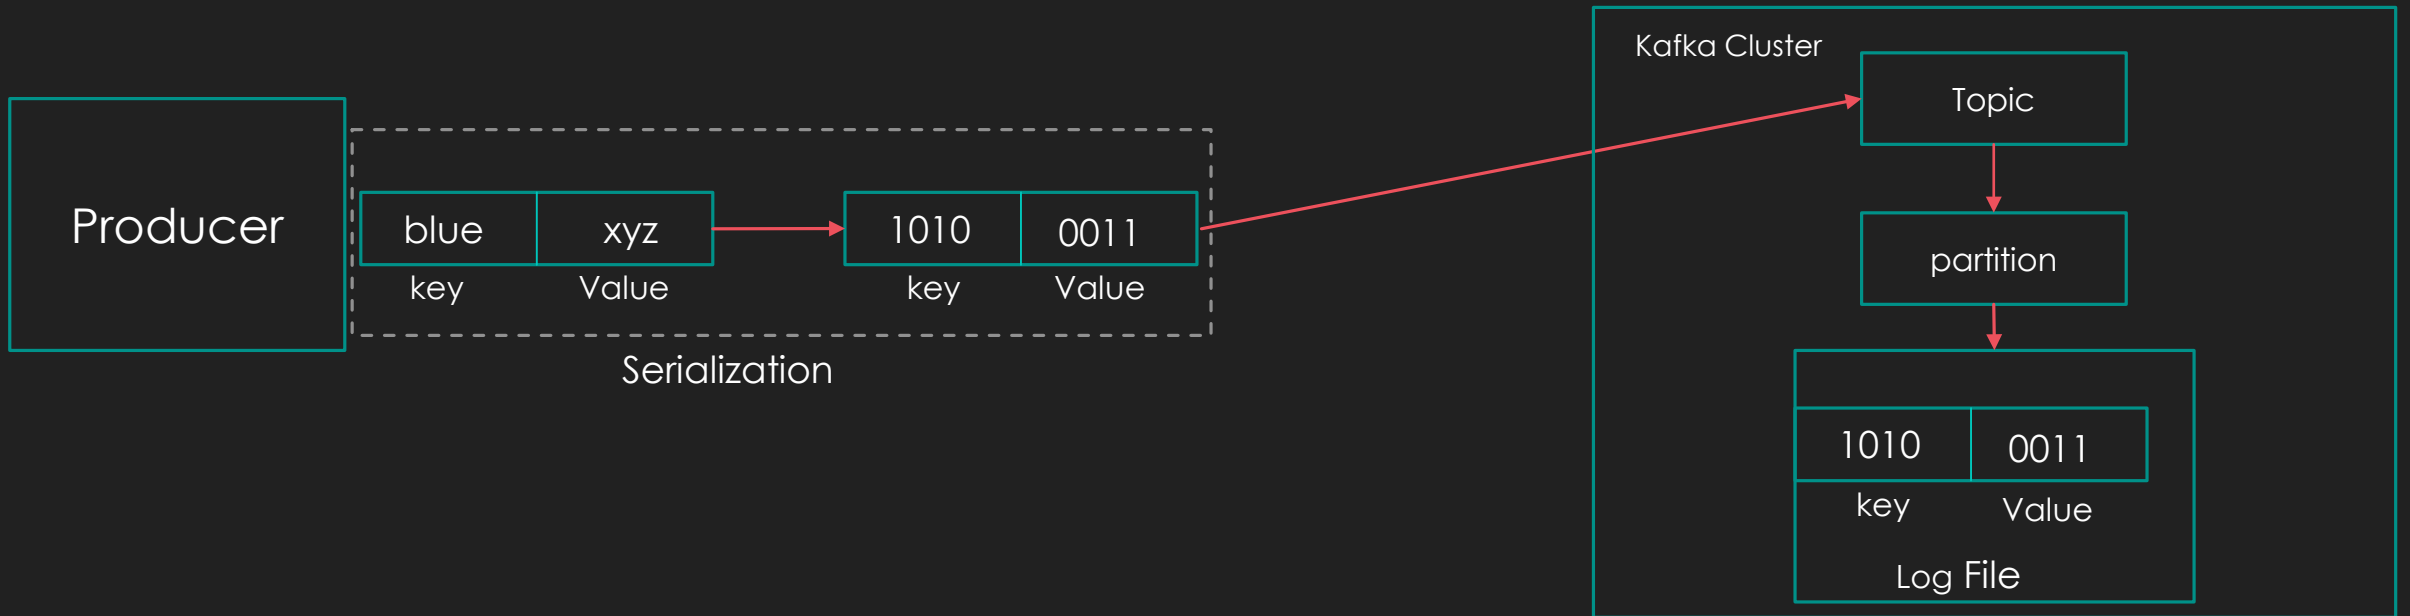 Producer
blue xyz
key Value
1010 0011
key Value
Serialization
Kafka Cluster
Topic
partition
1010 0011
key Value
Log File